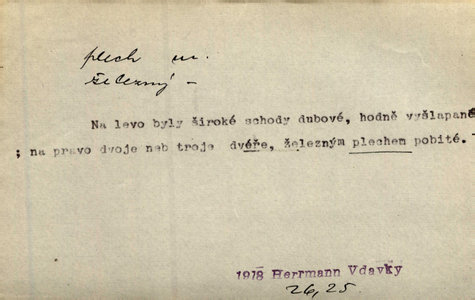 plech m.
železný –
Na levo byly široké schody dubové, hodně vyšlapané
; na pravo dvoje neb troje dvéře, železným plechem pobité.
1918 Herrmann Vdavky
26, 25.